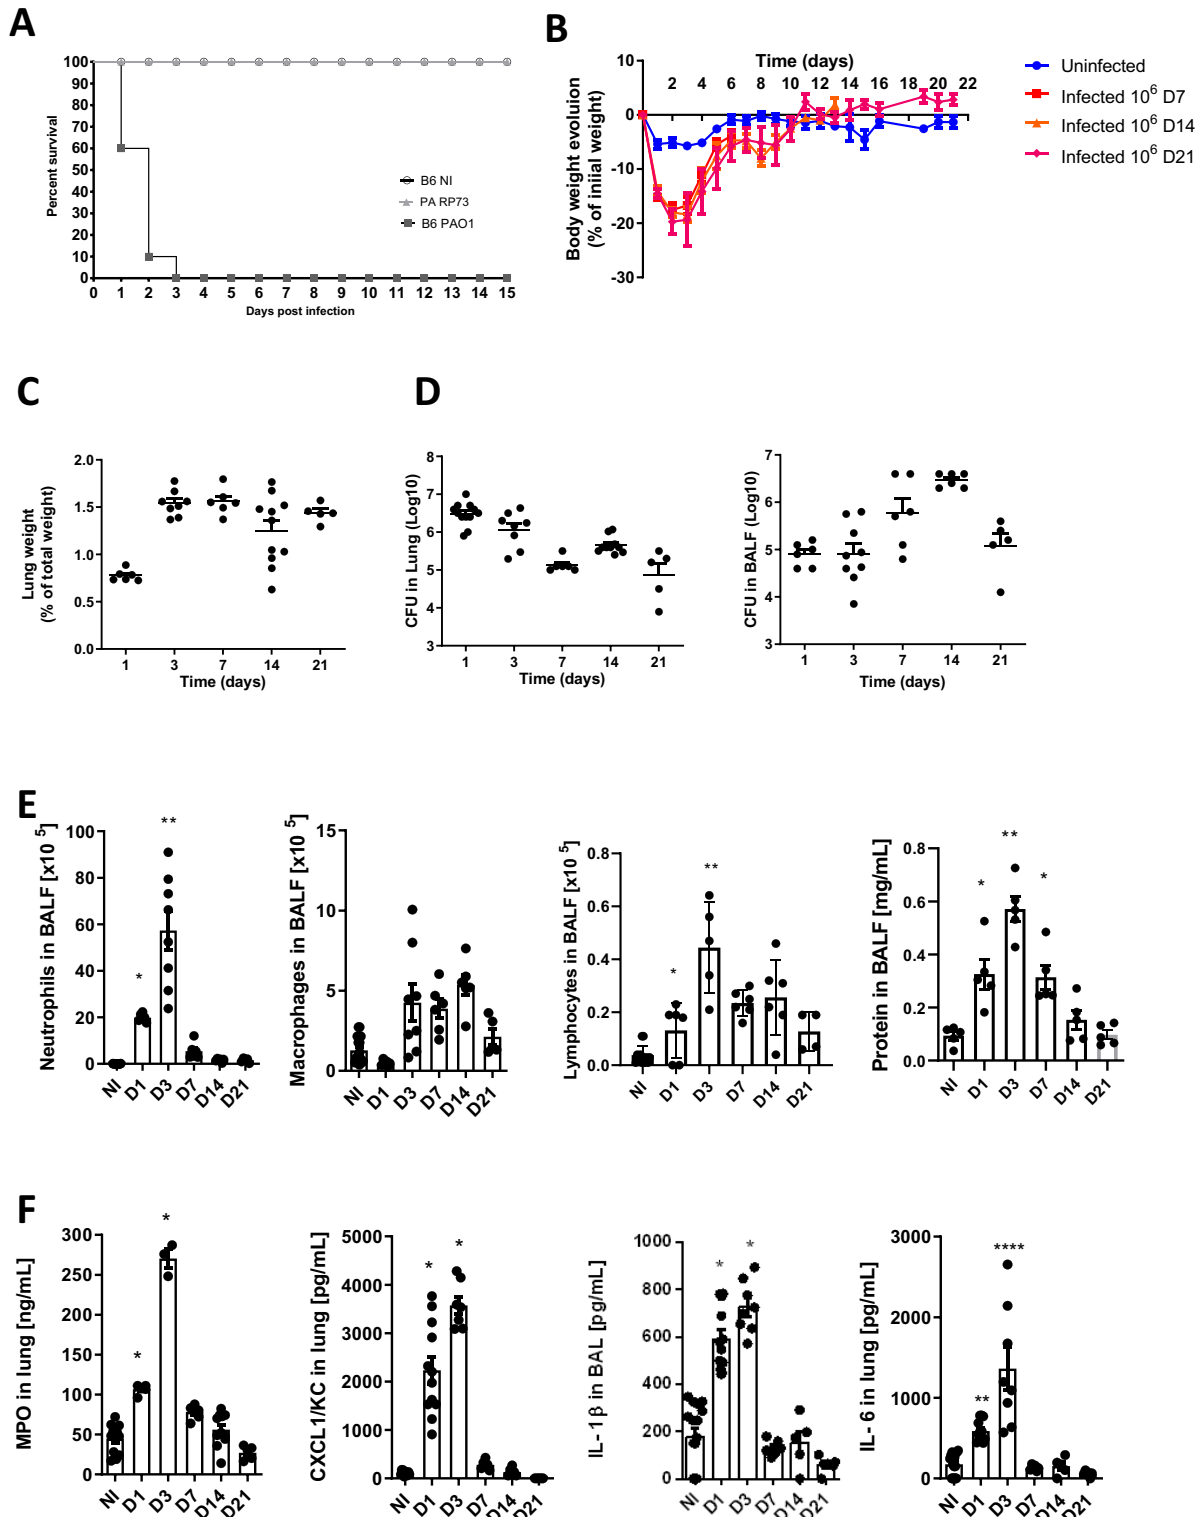 A
B
Percent survival
100
90
80
70
60
50
40
30
20
10
0
0 1 2 3 4 5 6 7 8 9 10 11 12 13 14 15
Days post infection
B6 NI
PA RP73
B6 PAO1
Time (days)
2 4 6 8 10 12 14 16 18 20 22
Body weight evoluion
(% of iniial weight)
10
0
-10
-20
-30
Uninfected
Infected 10⁶ D7
Infected 10⁶ D14
Infected 10⁶ D21
C
D
Lung weight
(% of total weight)
2.0
1.5
1.0
0.5
0.0
1 3 7 14 21
Time (days)
CFU in Lung (Log10)
8
7
6
5
4
3
1 3 7 14 21
Time (days)
CFU in BALF (Log10)
7
6
5
4
3
1 3 7 14 21
Time (days)
E
Neutrophils in BALF [x10 ⁵]
100
80
60
40
20
0
* **
NI D1 D3 D7 D14 D21
Macrophages in BALF [x10 ⁵]
15
10
5
0
NI D1 D3 D7 D14 D21
Lymphocytes in BALF [x10 ⁵]
0.8
0.6
0.4
0.2
0.0
* **
NI D1 D3 D7 D14 D21
Protein in BALF [mg/mL]
0.8
0.6
0.4
0.2
0.0
* ** *
NI D1 D3 D7 D14 D21
F
MPO in lung [ng/mL]
300
250
200
150
100
50
0
* *
NI D1 D3 D7 D14 D21
CXCL1/KC in lung [pg/mL]
5000
4000
3000
2000
1000
0
* *
NI D1 D3 D7 D14 D21
IL-1β in BAL [pg/mL]
1000
800
600
400
200
0
* *
NI D1 D3 D7 D14 D21
IL- 6 in lung [pg/mL]
3000
2000
1000
0
** ****
NI D1 D3 D7 D14 D21